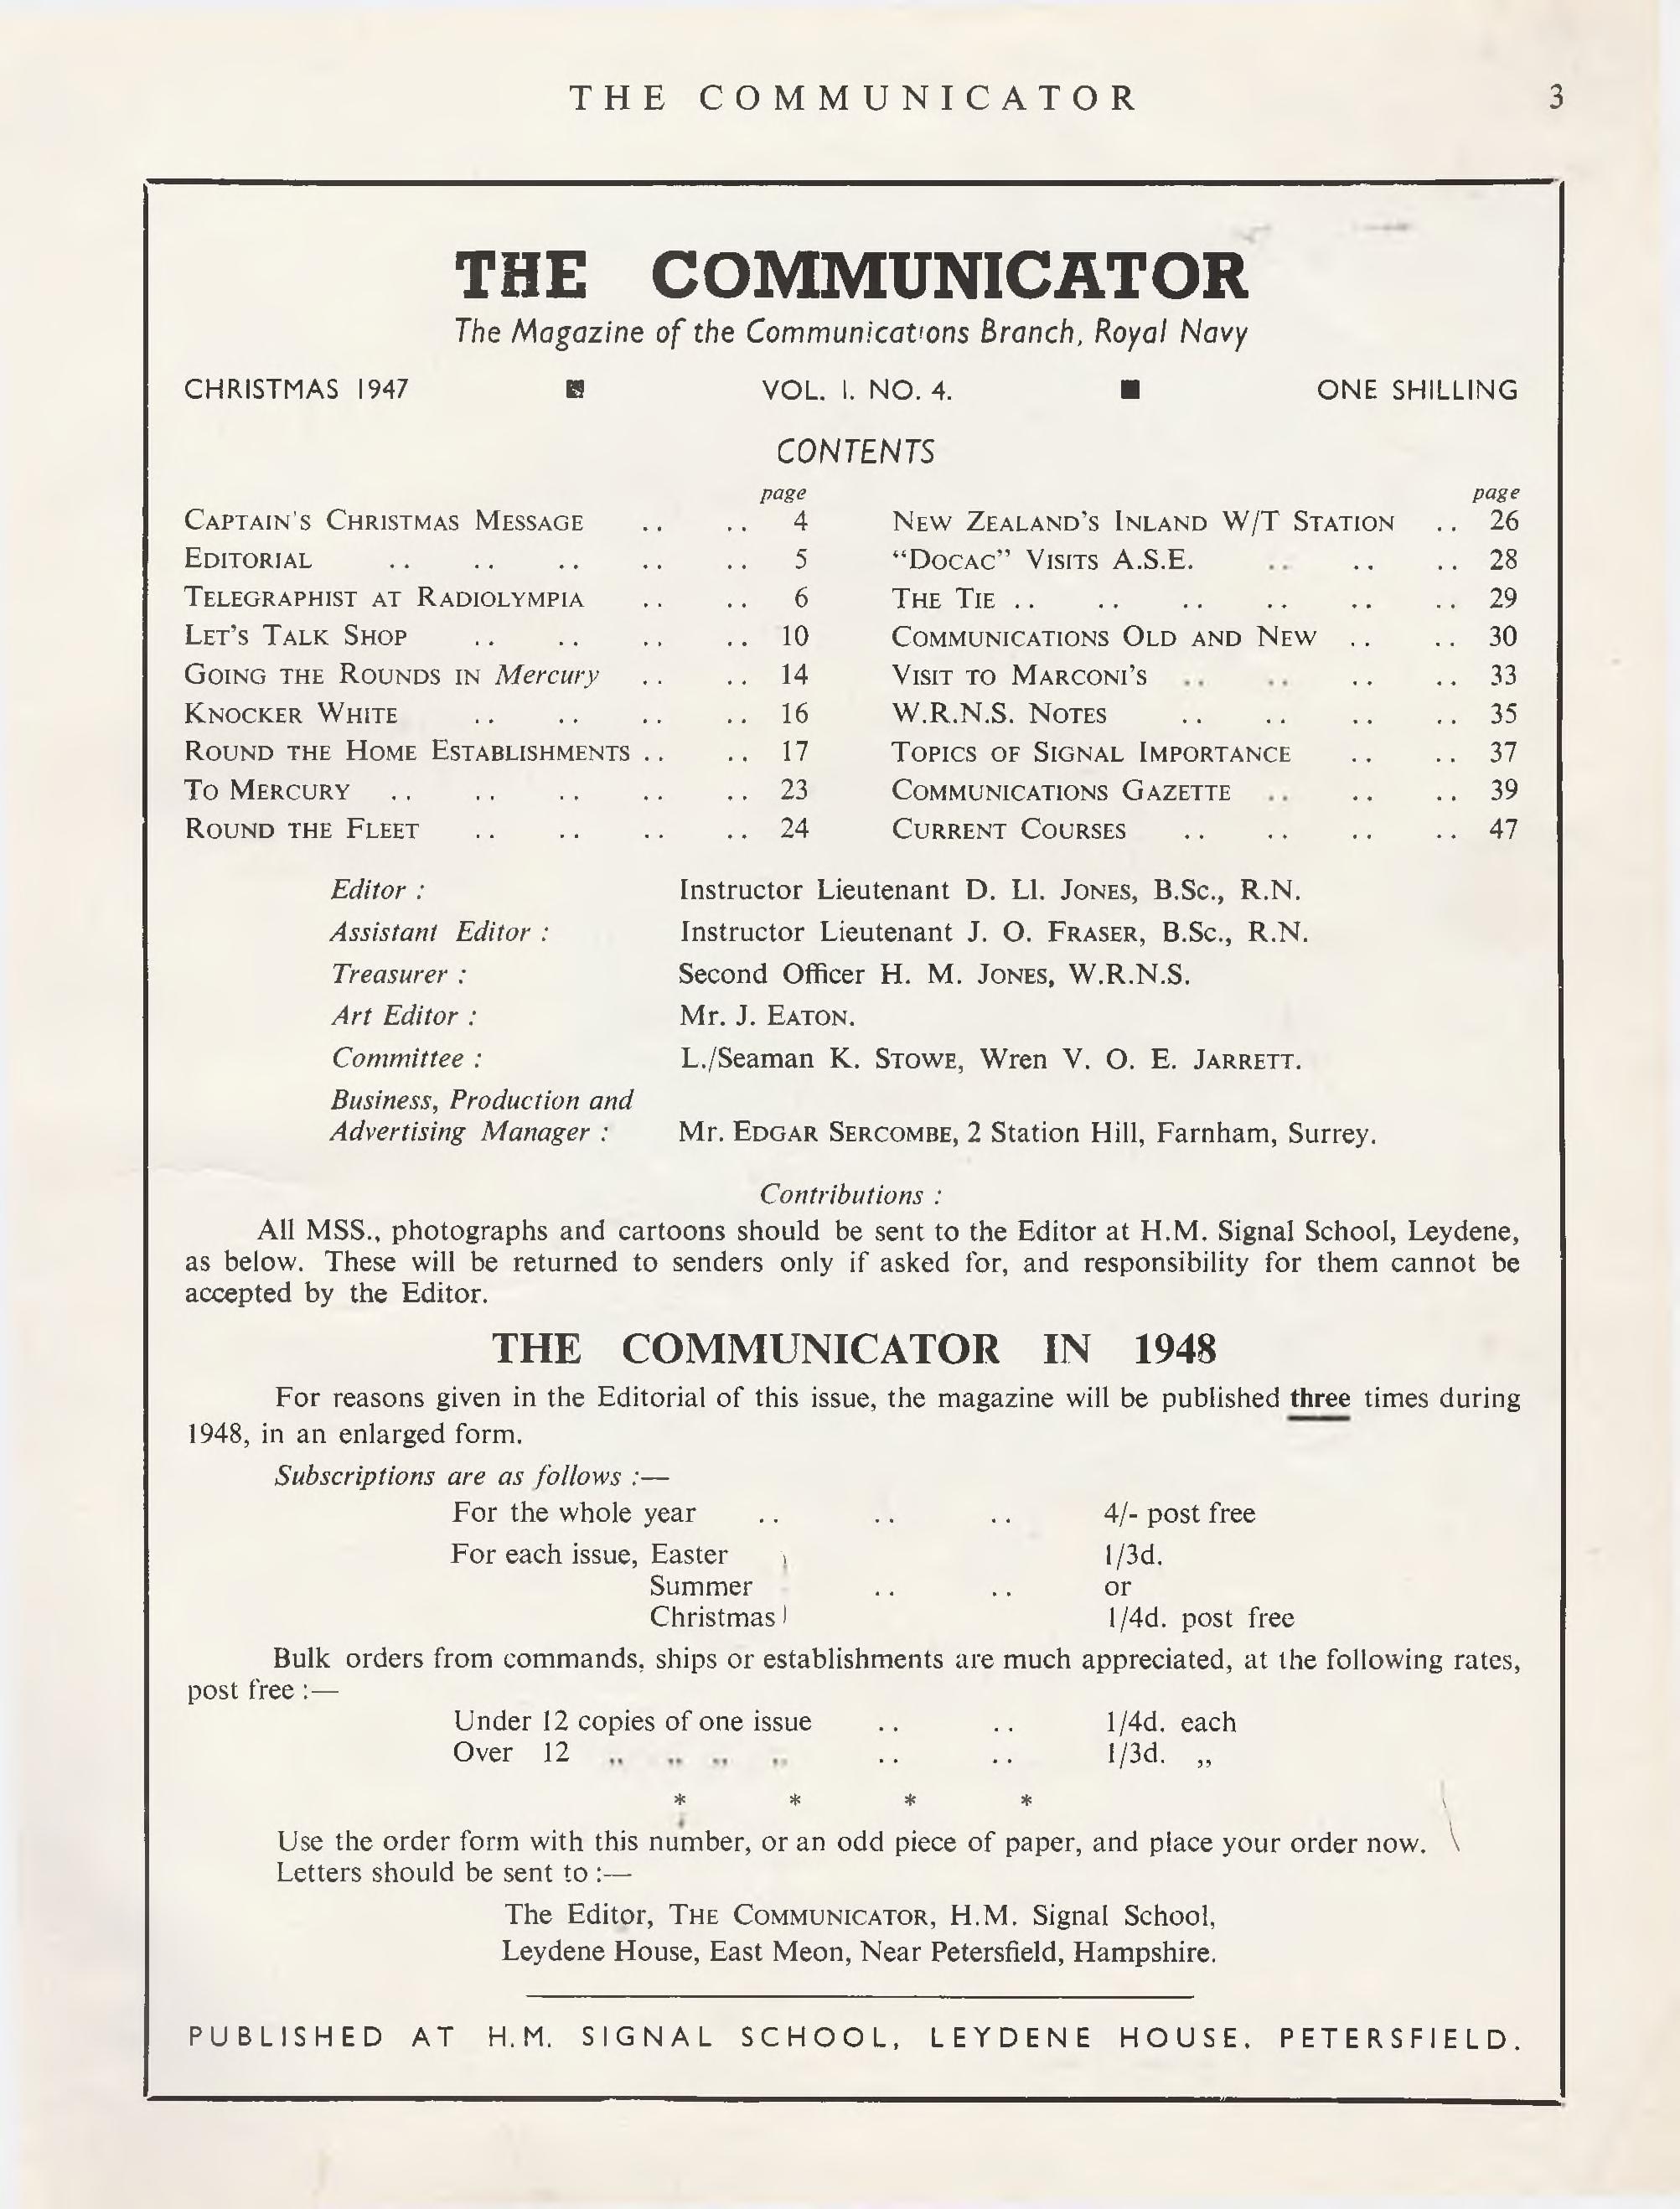 THE COMMUNICATOR 3
THE COMMUNICATOR
The Magazine of the Communications Branch, Royal Navy
CHRISTMAS 1947 ■ VOL. I. NO. 4. ■ ONE SHILLING
CONTENTS
page
CAPTAIN'S CHRISTMAS MESSAGE .. .. 4
EDITORIAL .. .. .. .. .. 5
TELEGRAPHIST AT RADIOLYMPIA .. .. 6
LET'S TALK SHOP .. .. .. .. 10
GOING THE ROUNDS IN Mercury .. .. 14
KNOCKER WHITE .. .. .. .. 16
ROUND THE HOME ESTABLISHMENTS .. .. 17
TO MERCURY .. .. .. .. .. 23
ROUND THE FLEET .. .. .. .. 24
page
NEW ZEALAND'S INLAND W/T STATION .. 26
"DOCAC" VISITS A.S.E. .. .. .. 28
THE TIE .. .. .. .. .. .. 29
COMMUNICATIONS OLD AND NEW .. .. 30
VISIT TO MARCONI'S .. .. .. .. 33
W.R.N.S. NOTES .. .. .. .. 35
TOPICS OF SIGNAL IMPORTANCE .. .. 37
COMMUNICATIONS GAZETTE .. .. .. 39
CURRENT COURSES .. .. .. .. 47
Editor : Instructor Lieutenant D. Ll. JONES, B.Sc., R.N.
Assistant Editor : Instructor Lieutenant J. O. FRASER, B.Sc., R.N.
Treasurer : Second Officer H. M. JONES, W.R.N.S.
Art Editor : Mr. J. EATON.
Committee : L./Seaman K. STOWE, Wren V. O. E. JARRETT.
Business, Production and
Advertising Manager : Mr. EDGAR SERCOMBE, 2 Station Hill, Farnham, Surrey.
Contributions :
All MSS., photographs and cartoons should be sent to the Editor at H.M. Signal School, Leydene,
as below. These will be returned to senders only if asked for, and responsibility for them cannot be
accepted by the Editor.
THE COMMUNICATOR IN 1948
For reasons given in the Editorial of this issue, the magazine will be published three times during
1948, in an enlarged form.
Subscriptions are as follows :—
For the whole year .. .. .. 4/- post free
For each issue, Easter 1/3d.
Summer .. .. or
Christmas 1/4d. post free
Bulk orders from commands, ships or establishments are much appreciated, at the following rates,
post free :—
Under 12 copies of one issue .. .. 1/4d. each
Over 12 „ „ „ „ .. .. 1/3d. „
* * * *
Use the order form with this number, or an odd piece of paper, and place your order now.
Letters should be sent to :—
The Editor, THE COMMUNICATOR, H.M. Signal School,
Leydene House, East Meon, Near Petersfield, Hampshire.
PUBLISHED AT H.M. SIGNAL SCHOOL, LEYDENE HOUSE, PETERSFIELD.